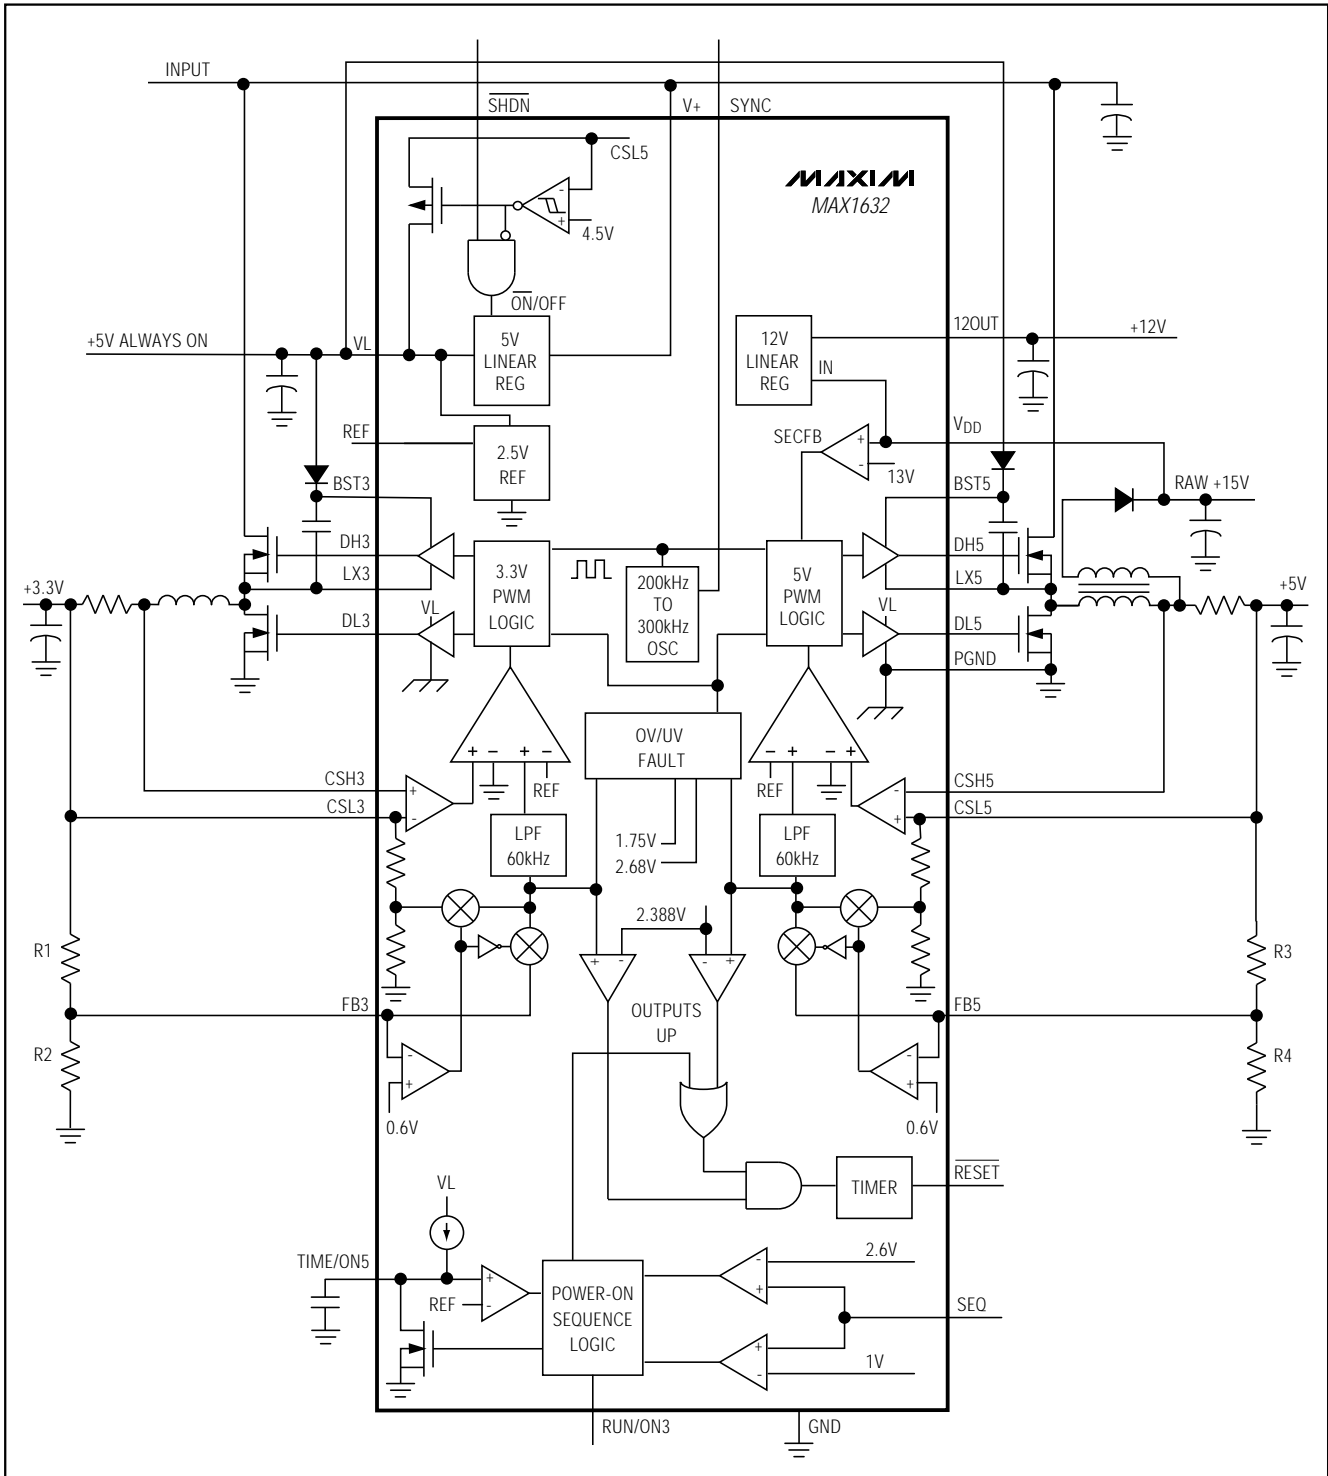 INPUT
SHDN
V+
SYNC
CSL5
MAXIM
MAX1632
-
+
4.5V
ON/OFF
+5V ALWAYS ON
VL
5V
LINEAR
REG
12V
LINEAR
REG
12OUT
+12V
IN
REF
2.5V
REF
SECFB
+
-
13V
VDD
RAW +15V
BST3
BST5
DH3
DH5
LX3
LX5
3.3V
PWM
LOGIC
200kHz
TO
300kHz
OSC
5V
PWM
LOGIC
+3.3V
+5V
VL
VL
DL3
DL5
PGND
OV/UV
FAULT
+ - + -
REF
- + - +
REF
CSH3
+
CSL3
-
CSH5
-
CSL5
+
LPF
60kHz
1.75V
2.68V
LPF
60kHz
2.388V
+ -
- +
R1
R3
FB3
OUTPUTS
UP
FB5
R2
R4
-
+
0.6V
-
+
0.6V
TIMER
RESET
VL
TIME/ON5
+
REF
-
POWER-ON
SEQUENCE
LOGIC
2.6V
-
+
SEQ
+
-
1V
RUN/ON3
GND